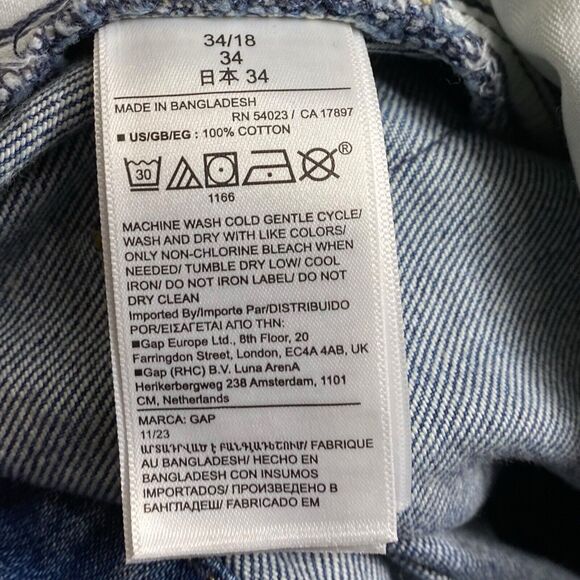 34/18
34
日本 34
MADE IN BANGLADESH
RN 54023 / CA 17897
■ US/GB/EG : 100% COTTON
30
®
1166
MACHINE WASH COLD GENTLE CYCLE/
WASH AND DRY WITH LIKE COLORS/
ONLY NON-CHLORINE BLEACH WHEN
NEEDED/ TUMBLE DRY LOW/ COOL
IRON/ DO NOT IRON LABEL/ DO NOT
DRY CLEAN
Imported By/Importe Par/DISTRIBUIDO
POR/ΕΙΣΑΓΕΤΑΙ ΑΠΟ ΤΗΝ:
■Gap Europe Ltd., 8th Floor, 20
Farringdon Street, London, EC4A 4AB, UK
■Gap (RHC) B.V. Luna ArenA
Herikerbergweg 238 Amsterdam, 1101
CM, Netherlands
MARCA: GAP
11/23
ԱՐՏԱԴՐՎԱԾ Է ԲԱՆԳԼԱԴԵՇՈՒՄ/ FABRIQUE
AU BANGLADESH/ HECHO EN
BANGLADESH CON INSUMOS
IMPORTADOS/ ПРОИЗВЕДЕНО В
БАНГЛАДЕШ/ FABRICADO EM